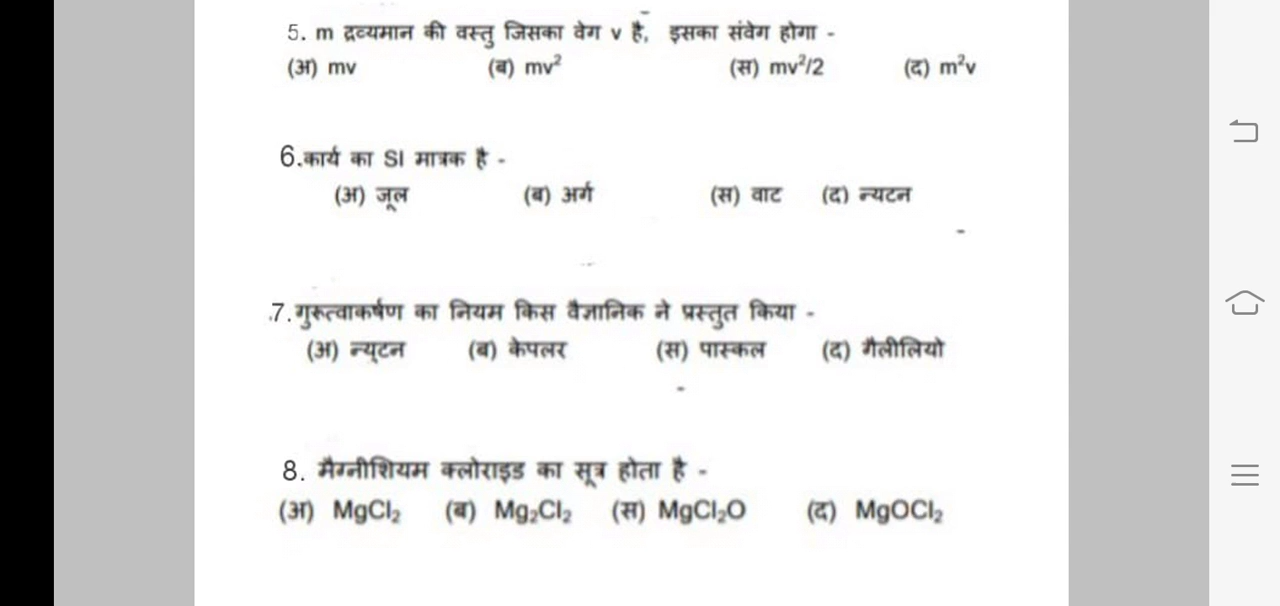 5. m द्रव्यमान की वस्तु जिसका वेग v है, इसका संवेग होगा -
(अ) mv (ब) mv² (स) mv²/2 (द) m²v
6.कार्य का SI मात्रक है -
(अ) जूल (ब) अर्ग (स) वाट (द) न्यटन
.7.गुरूत्वाकर्षण का नियम किस वैज्ञानिक ने प्रस्तुत किया -
(अ) न्यूटन (ब) केपलर (स) पास्कल (द) गैलीलियो
8. मैग्नीशियम क्लोराइड का सूत्र होता है -
(अ) MgCl₂ (ब) Mg₂Cl₂ (स) MgCl₂O (द) MgOCl₂